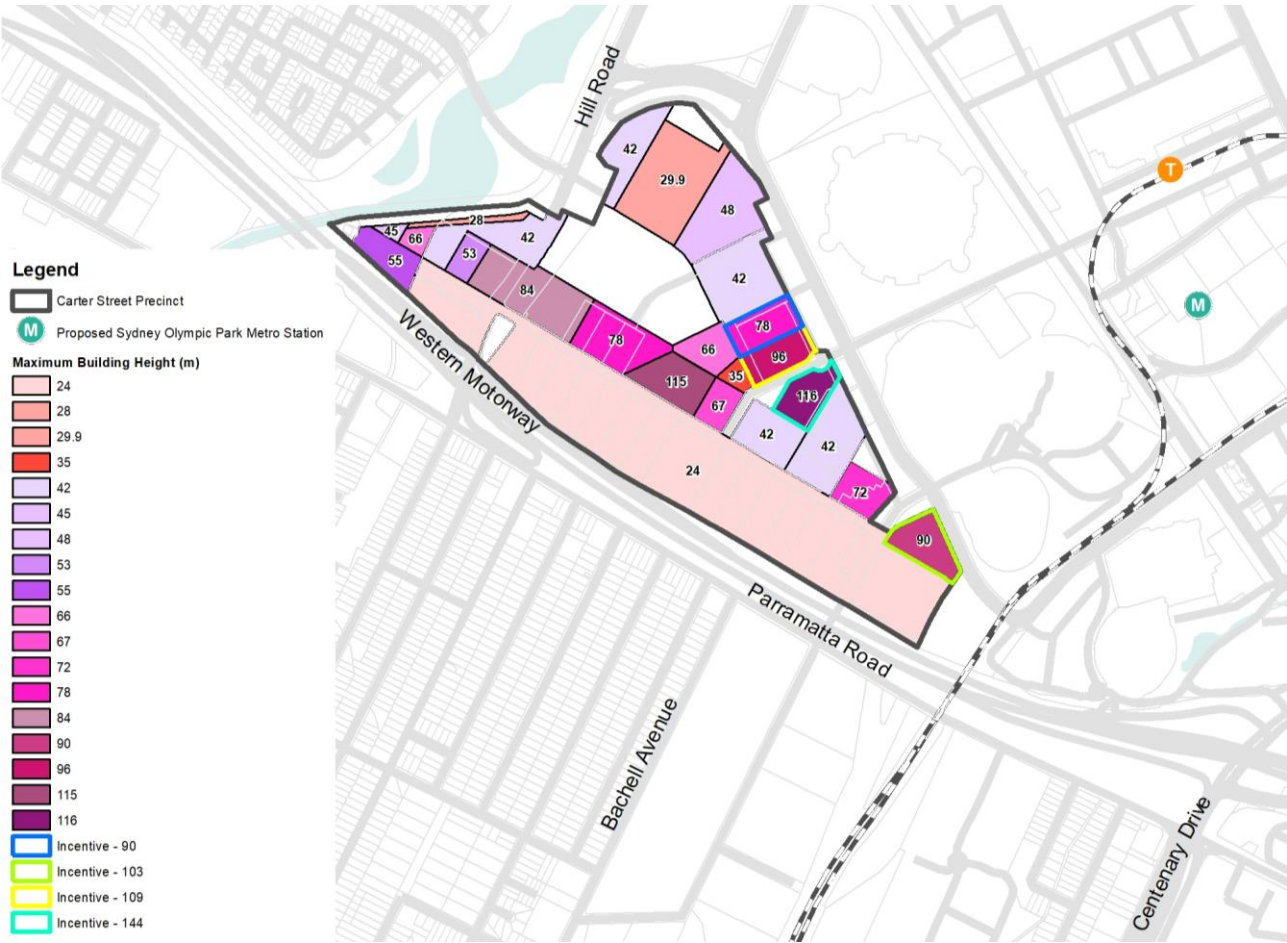 Hill Road
42
29.9
48
28
45
66
42
53
55
42
84
78
78
66
96
35
115
67
116
42
42
24
72
90
Western Motorway
Parramatta Road
Bachell Avenue
Centenary Drive
T
M
Legend
Carter Street Precinct
M Proposed Sydney Olympic Park Metro Station
Maximum Building Height (m)
24
28
29.9
35
42
45
48
53
55
66
67
72
78
84
90
96
115
116
Incentive - 90
Incentive - 103
Incentive - 109
Incentive - 144